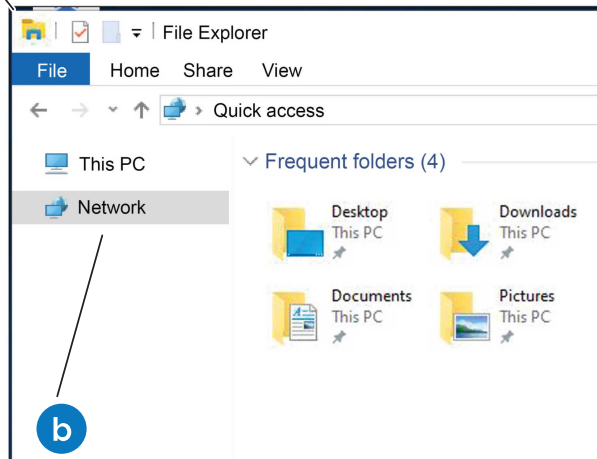 File Explorer
File Home Share View
Quick access
This PC
Network
Frequent folders (4)
Desktop
This PC
Downloads
This PC
Documents
This PC
Pictures
This PC
b